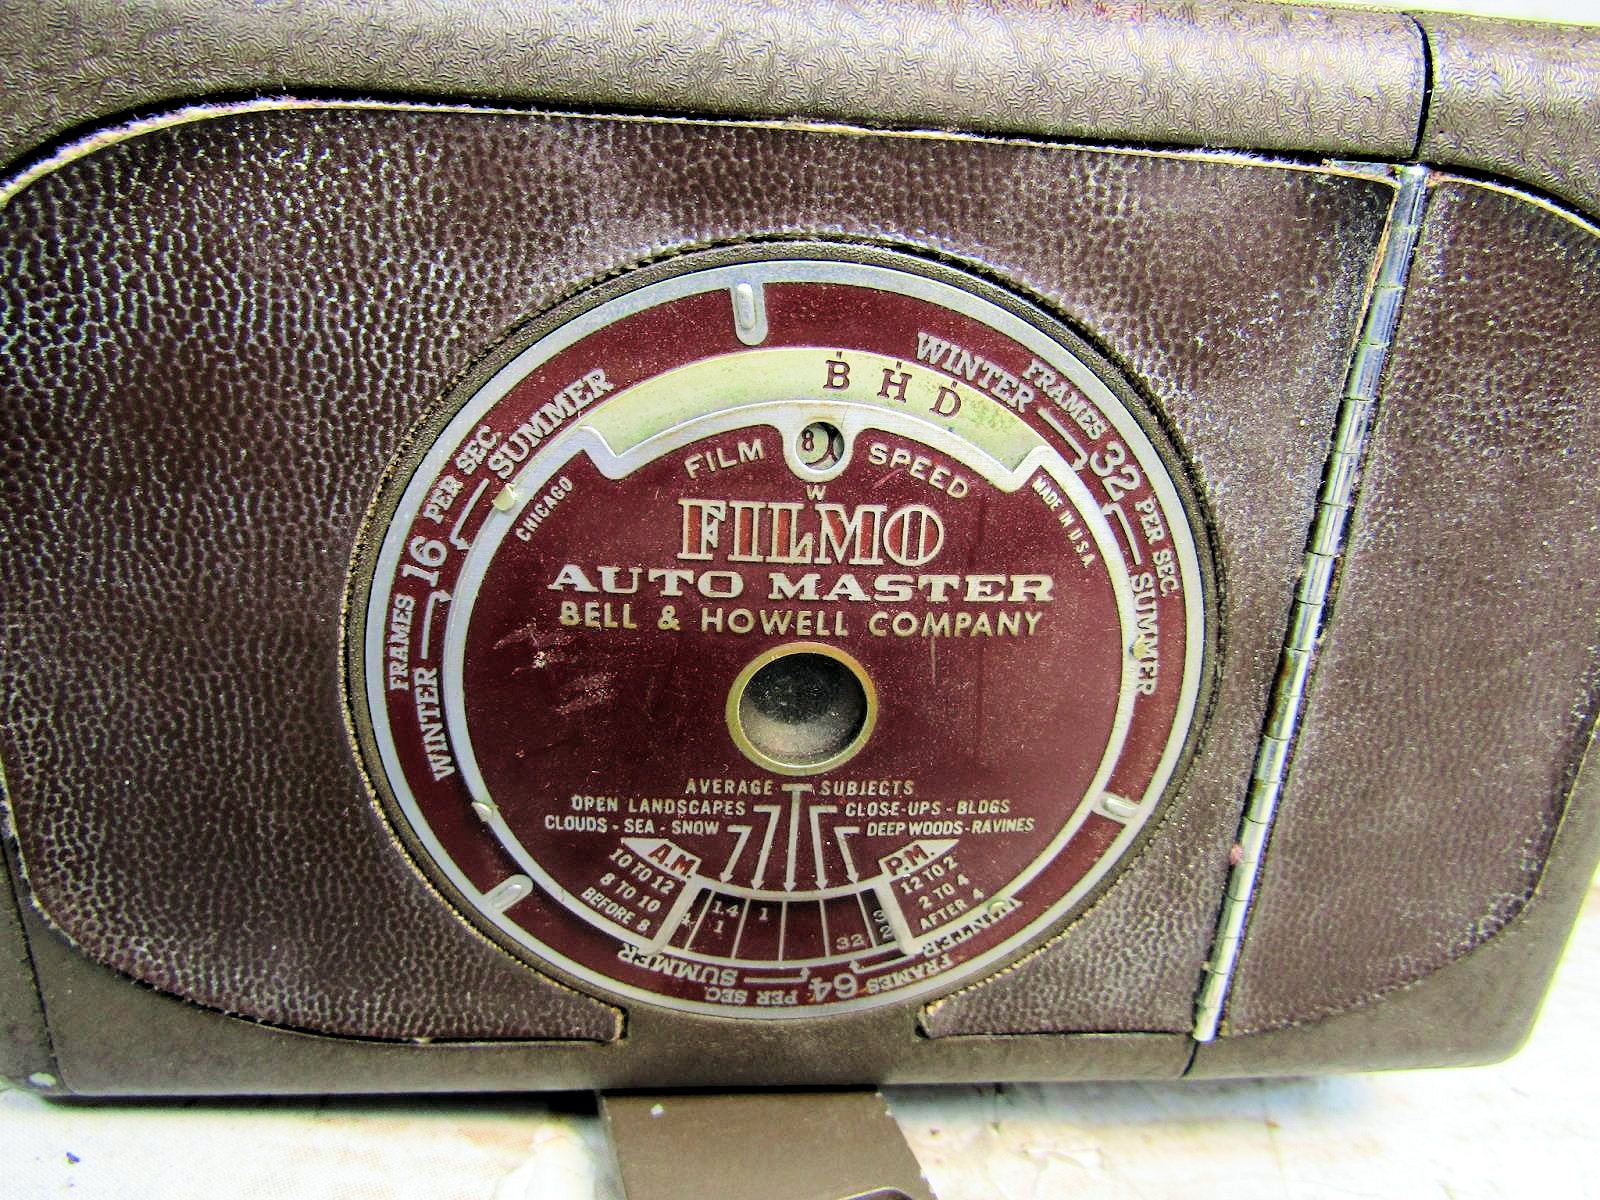 B H D
8
FILM SPEED
W
FILMO
AUTO MASTER
BELL & HOWELL COMPANY
CHICAGO
MADE IN U.S.A.
SUMMER
FRAMES 16 PER SEC.
WINTER
WINTER
FRAMES 32 PER SEC.
SUMMER
AVERAGE SUBJECTS
OPEN LANDSCAPES
CLOSE-UPS - BLDGS
CLOUDS - SEA - SNOW
DEEP WOODS - RAVINES
A.M.
10 TO 12
8 TO 10
BEFORE 8
P.M.
12 TO 2
2 TO 4
AFTER 4
1.4 1
1
32
WINTER
FRAMES 64 PER SEC.
SUMMER